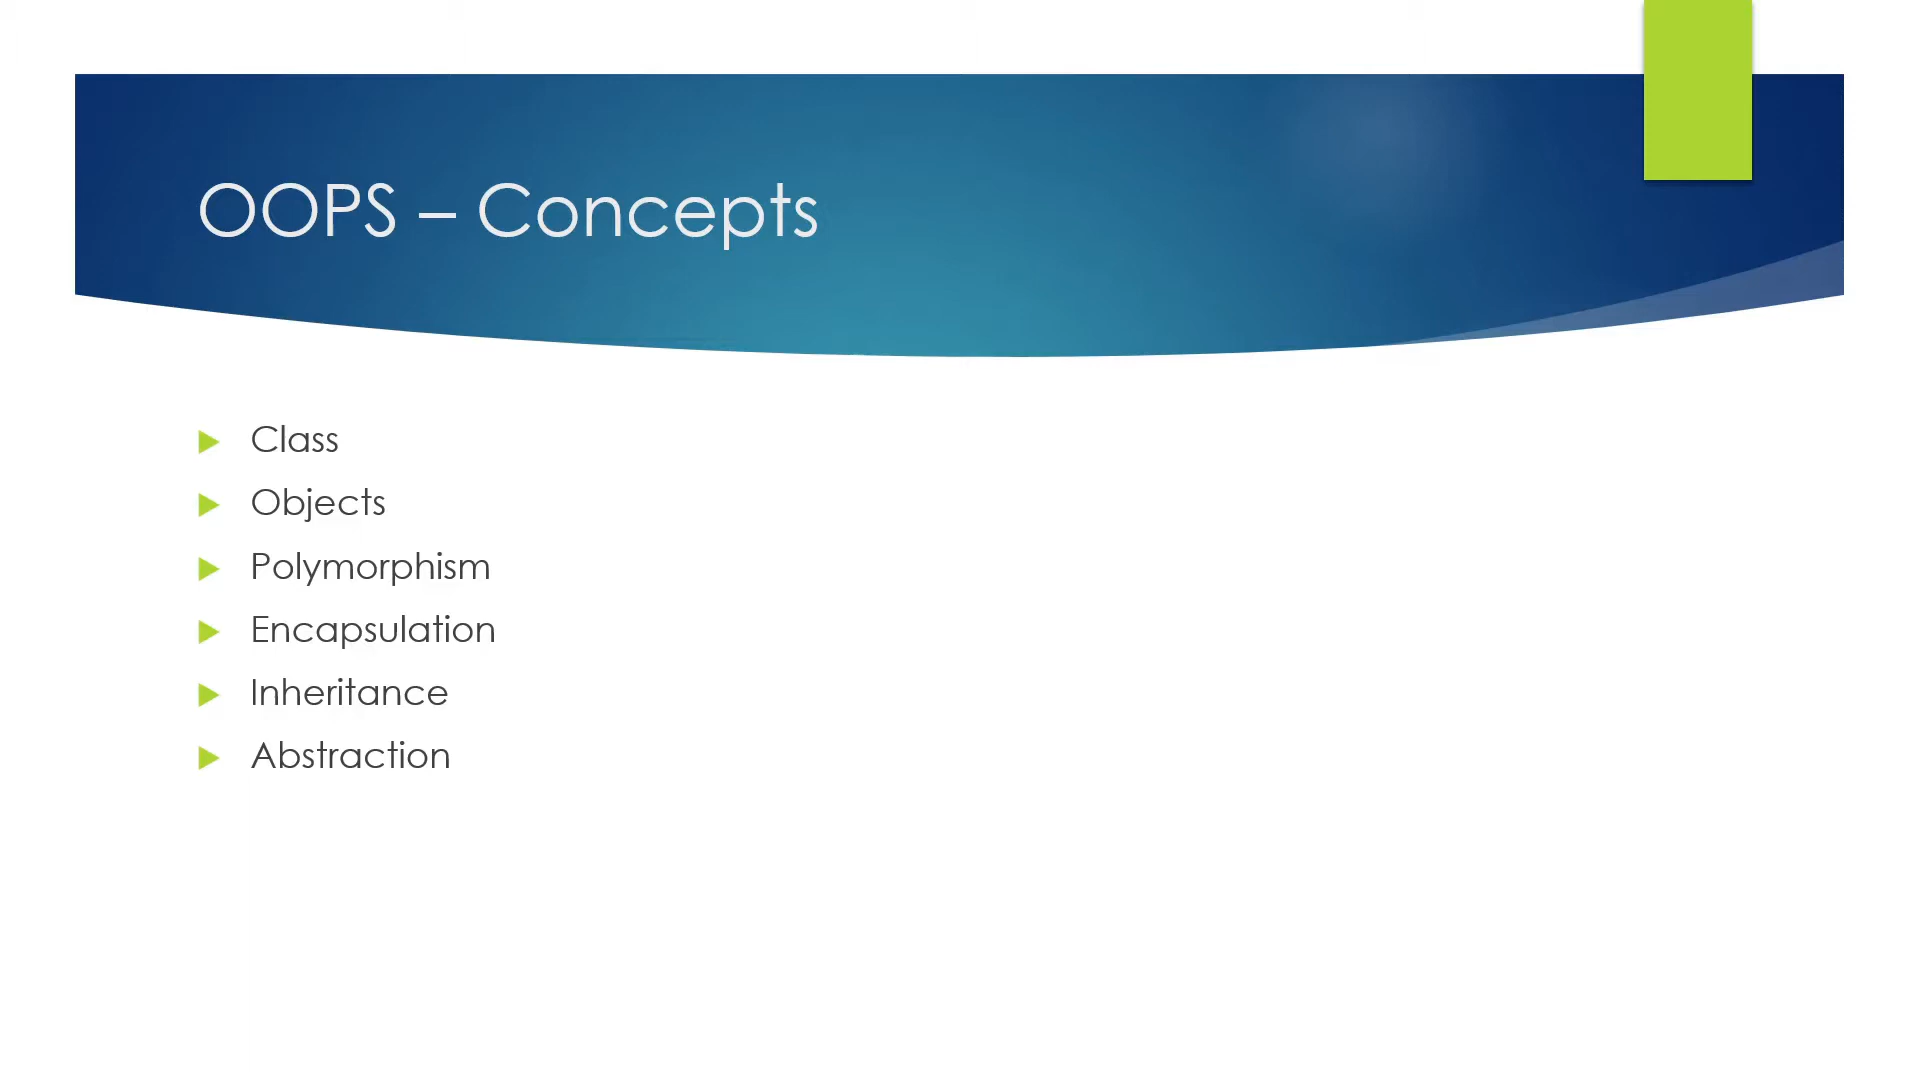 OOPS – Concepts
Class
Objects
Polymorphism
Encapsulation
Inheritance
Abstraction